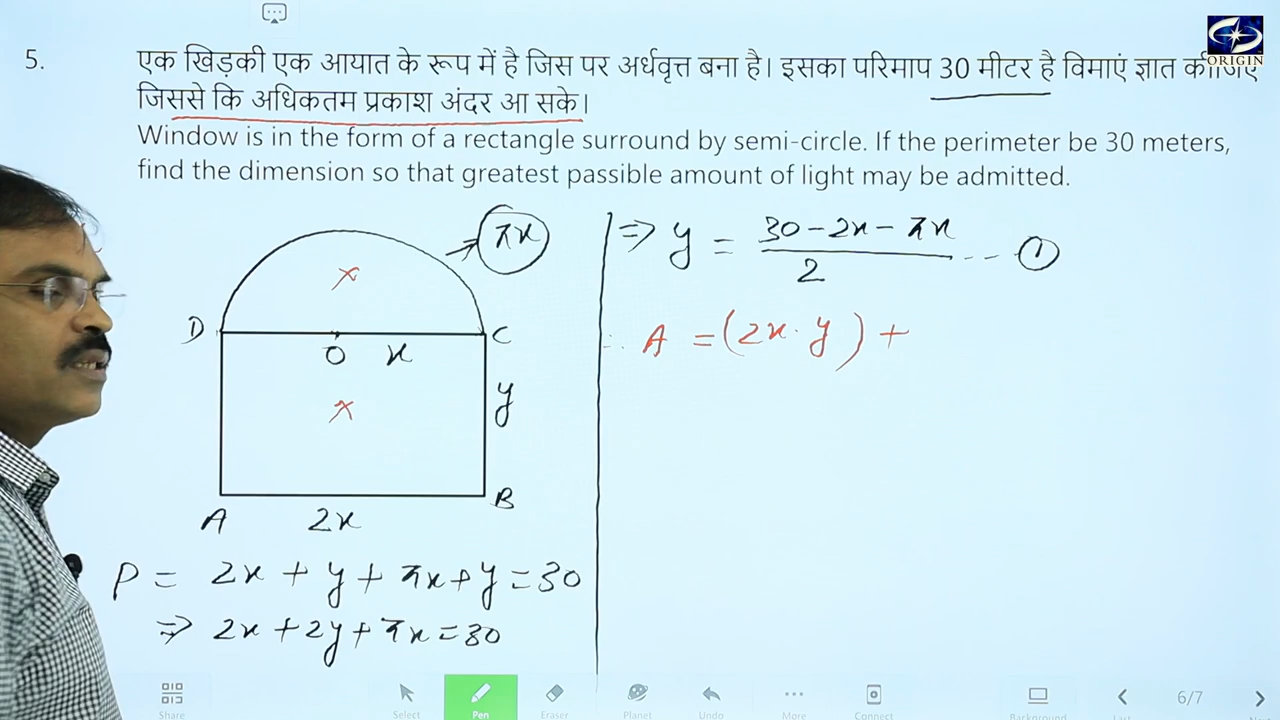 5.
एक खिड़की एक आयात के रूप में है जिस पर अर्धवृत्त बना है। इसका परिमाप 30 मीटर है विमाएं ज्ञात कीजिए
जिससे कि अधिकतम प्रकाश अंदर आ सके।
Window is in the form of a rectangle surround by semi-circle. If the perimeter be 30 meters,
find the dimension so that greatest passible amount of light may be admitted.
ORIGIN
πx
D
O
x
C
y
A
2x
B
P = 2x + y + πx + y = 30
⇒ 2x + 2y + πx = 30
⇒ y = (30 - 2x - πx)/2 ... ①
∴ A = (2x · y) +
Share
Select
Pen
Eraser
Planet
Undo
More
Connect
Background
6/7